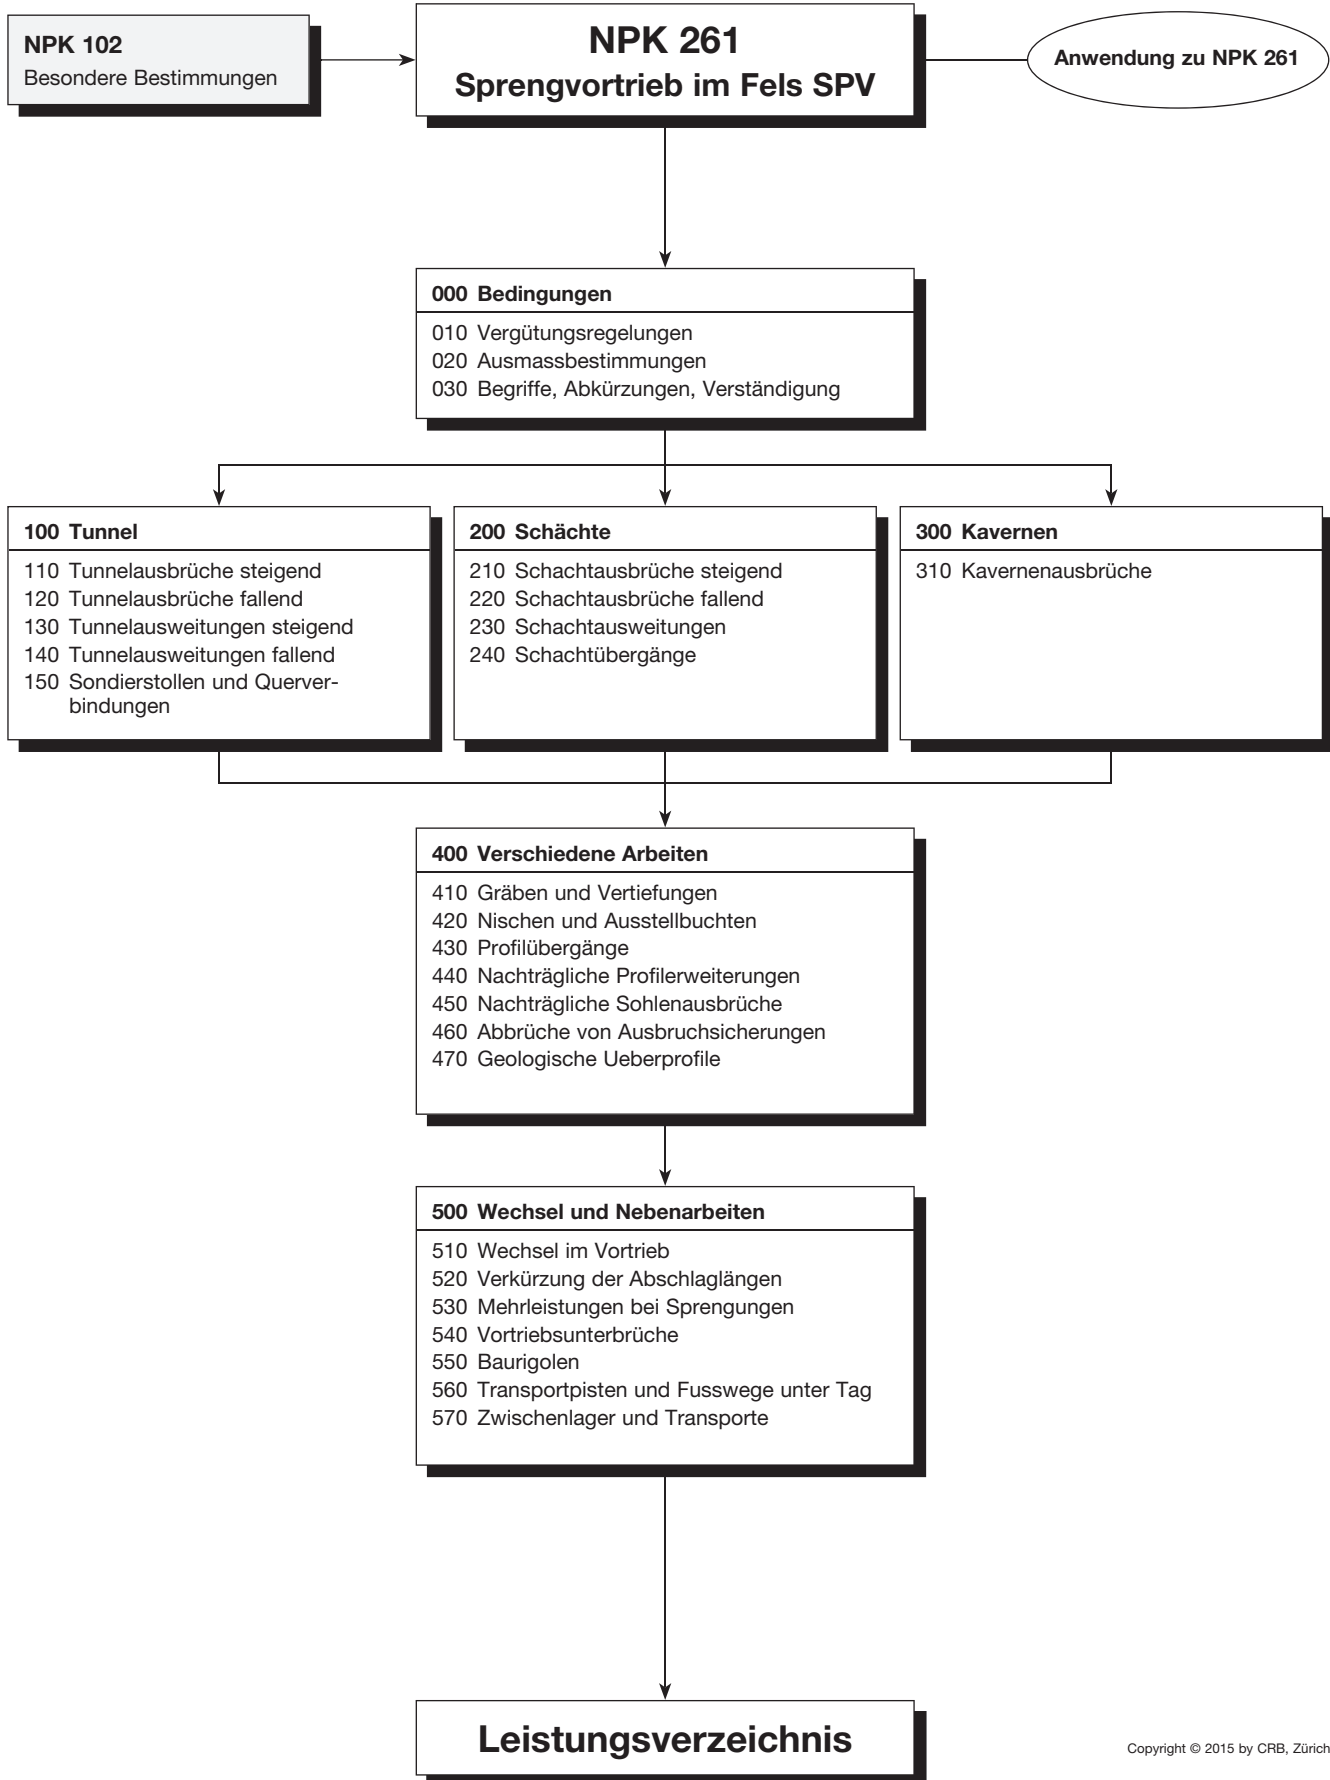 NPK 102
Besondere Bestimmungen
NPK 261
Sprengvortrieb im Fels SPV
Anwendung zu NPK 261
000 Bedingungen
010 Vergütungsregelungen
020 Ausmassbestimmungen
030 Begriffe, Abkürzungen, Verständigung
100 Tunnel
110 Tunnelausbrüche steigend
120 Tunnelausbrüche fallend
130 Tunnelausweitungen steigend
140 Tunnelausweitungen fallend
150 Sondierstollen und Querver-
bindungen
200 Schächte
210 Schachtausbrüche steigend
220 Schachtausbrüche fallend
230 Schachtausweitungen
240 Schachtübergänge
300 Kavernen
310 Kavernenausbrüche
400 Verschiedene Arbeiten
410 Gräben und Vertiefungen
420 Nischen und Ausstellbuchten
430 Profilübergänge
440 Nachträgliche Profilerweiterungen
450 Nachträgliche Sohlenausbrüche
460 Abbrüche von Ausbruchsicherungen
470 Geologische Ueberprofile
500 Wechsel und Nebenarbeiten
510 Wechsel im Vortrieb
520 Verkürzung der Abschlaglängen
530 Mehrleistungen bei Sprengungen
540 Vortriebsunterbrüche
550 Baurigolen
560 Transportpisten und Fusswege unter Tag
570 Zwischenlager und Transporte
Leistungsverzeichnis
Copyright © 2015 by CRB, Zürich